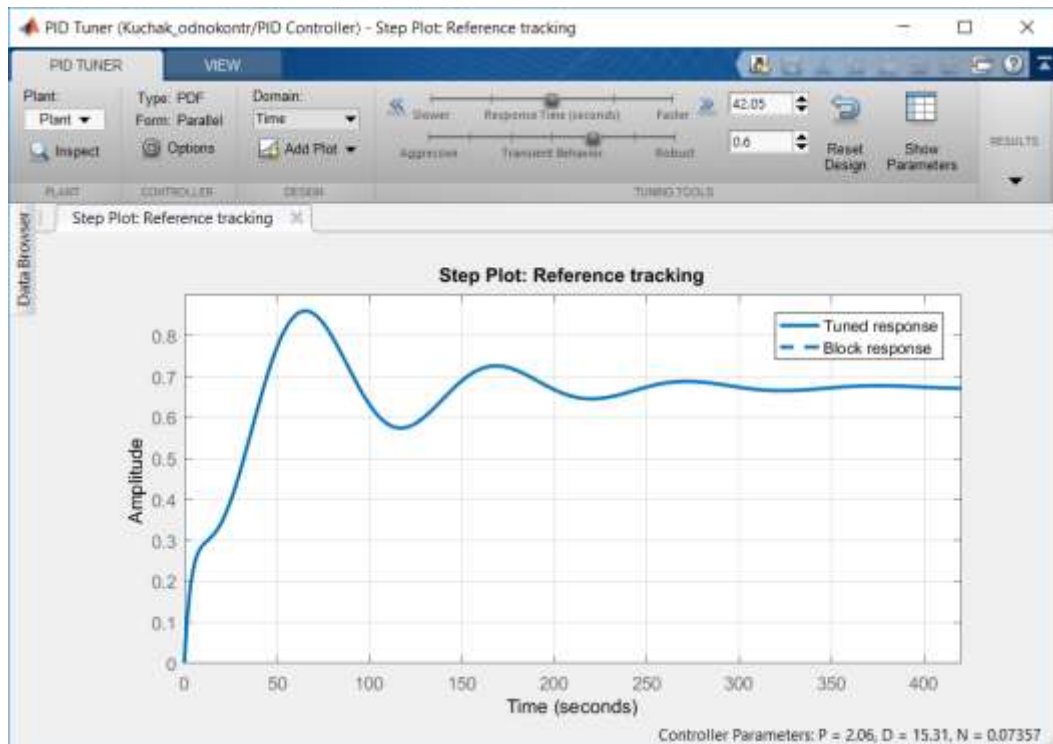 PID Tuner (Kuchak_odnokontr/PID Controller) - Step Plot: Reference tracking
PID TUNER VIEW
Plant: Type: PDF Domain:
Plant Form: Parallel Time Slower Response Time (seconds) Faster 42.05
Inspect Options Add Plot Aggressive Transient Behavior Robust 0.6 Reset Design Show Parameters RESULTS
PLANT CONTROLLER DESIGN TUNING TOOLS
Data Browser
Step Plot: Reference tracking
Step Plot: Reference tracking
Tuned response
Block response
Amplitude
0.8
0.7
0.6
0.5
0.4
0.3
0.2
0.1
0
0 50 100 150 200 250 300 350 400
Time (seconds)
Controller Parameters: P = 2.06, D = 15.31, N = 0.07357